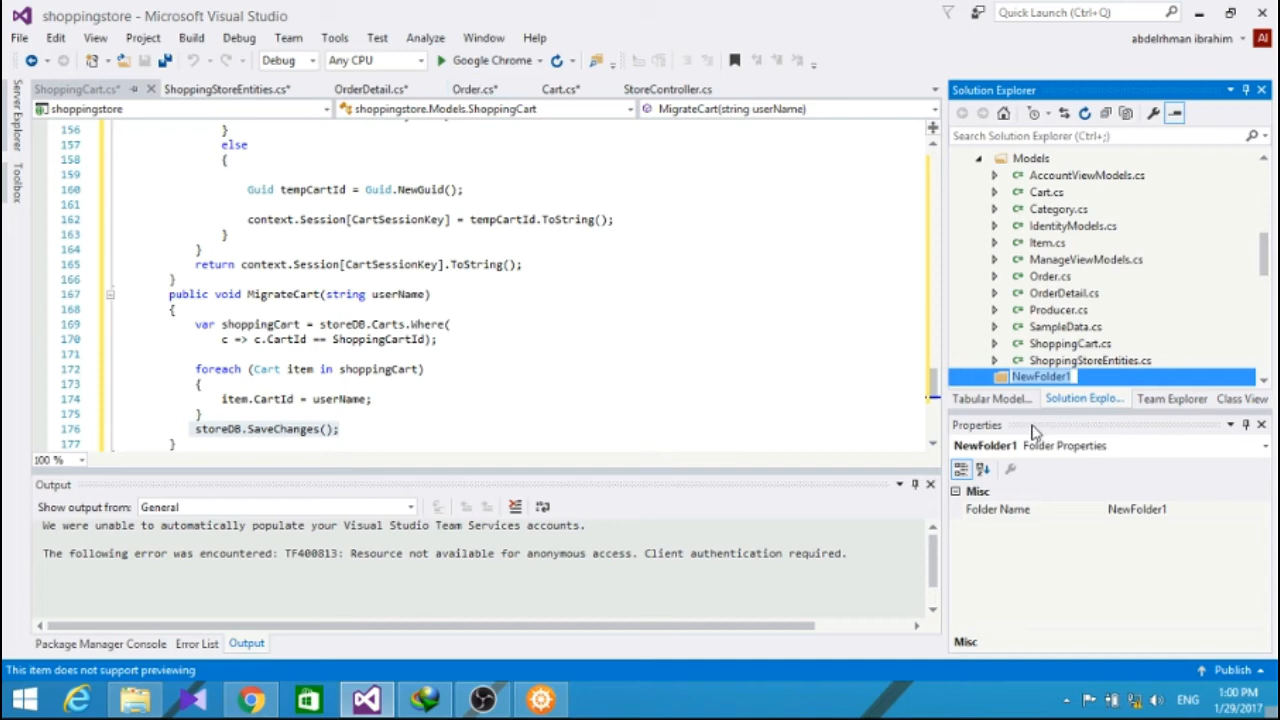 shoppingstore - Microsoft Visual Studio
Quick Launch (Ctrl+Q)
File Edit View Project Build Debug Team Tools Test Analyze Window Help
abdelrhman ibrahim AI
Debug Any CPU Google Chrome
ShoppingCart.cs* ShoppingStoreEntities.cs* OrderDetail.cs* Order.cs* Cart.cs* StoreController.cs
shoppingstore shoppingstore.Models.ShoppingCart MigrateCart(string userName)
Server Explorer
Toolbox
156 }
157 else
158 {
159
160 Guid tempCartId = Guid.NewGuid();
161
162 context.Session[CartSessionKey] = tempCartId.ToString();
163 }
164 }
165 return context.Session[CartSessionKey].ToString();
166 }
167 public void MigrateCart(string userName)
168 {
169 var shoppingCart = storeDB.Carts.Where(
170 c => c.CartId == ShoppingCartId);
171
172 foreach (Cart item in shoppingCart)
173 {
174 item.CartId = userName;
175 }
176 storeDB.SaveChanges();
177 }
100 %
Output
Show output from: General
We were unable to automatically populate your Visual Studio Team Services accounts.
The following error was encountered: TF400813: Resource not available for anonymous access. Client authentication required.
Package Manager Console Error List Output
Solution Explorer
Search Solution Explorer (Ctrl+;)
Models
AccountViewModels.cs
Cart.cs
Category.cs
IdentityModels.cs
Item.cs
ManageViewModels.cs
Order.cs
OrderDetail.cs
Producer.cs
SampleData.cs
ShoppingCart.cs
ShoppingStoreEntities.cs
NewFolder1
Tabular Model... Solution Explo... Team Explorer Class View
Properties
NewFolder1 Folder Properties
Misc
Folder Name NewFolder1
Misc
This item does not support previewing
Publish
ENG
1:00 PM
1/29/2017